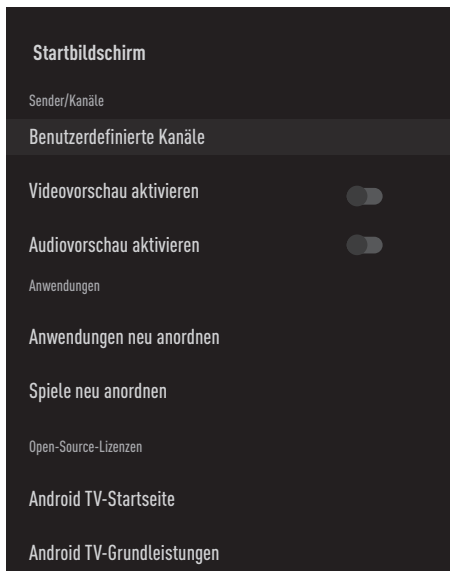 Startbildschirm
Sender/Kanäle
Benutzerdefinierte Kanäle
Videovorschau aktivieren
Audiovorschau aktivieren
Anwendungen
Anwendungen neu anordnen
Spiele neu anordnen
Open-Source-Lizenzen
Android TV-Startseite
Android TV-Grundleistungen